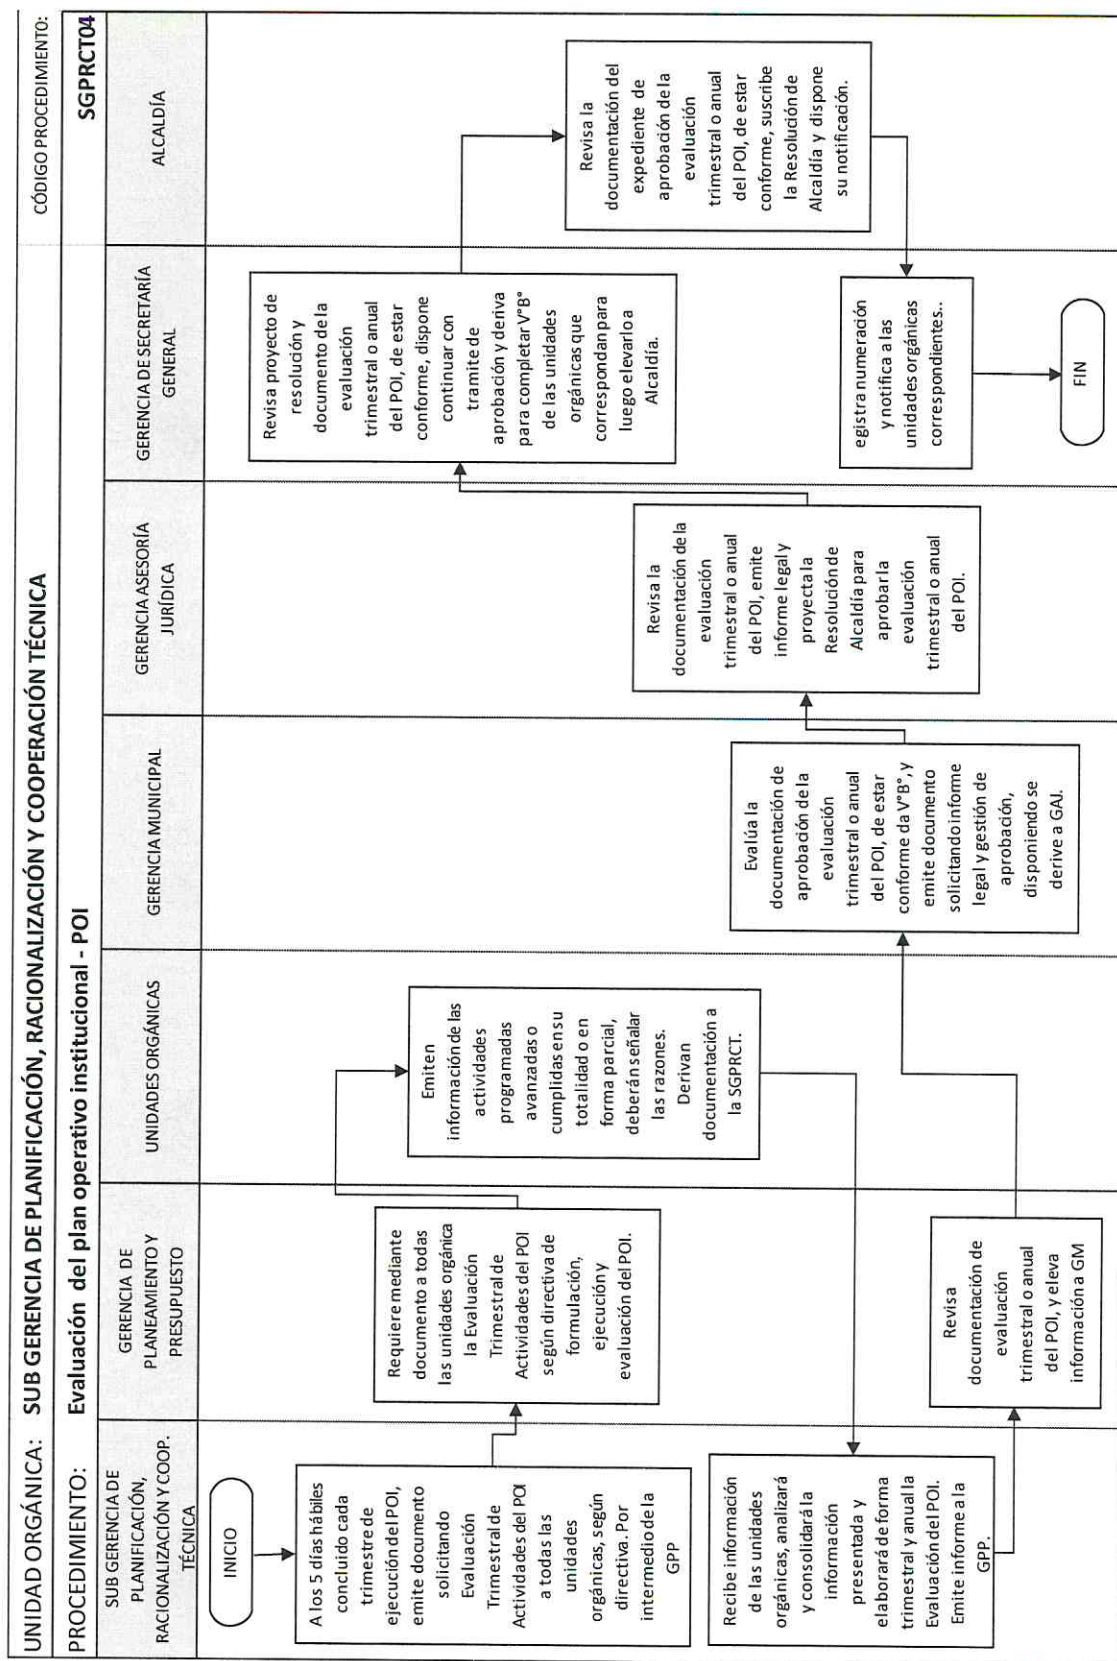 UNIDAD ORGÁNICA: SUB GERENCIA DE PLANIFICACIÓN, RACIONALIZACIÓN Y COOPERACIÓN TÉCNICA
CÓDIGO PROCEDIMIENTO:
PROCEDIMIENTO: Evaluación del plan operativo institucional - POI
SGPRCT04
SUB GERENCIA DE
PLANIFICACIÓN,
RACIONALIZACIÓN Y COOP.
TÉCNICA
GERENCIA DE
PLANEAMIENTO Y
PRESUPUESTO
UNIDADES ORGÁNICAS
GERENCIA MUNICIPAL
GERENCIA ASESORÍA
JURÍDICA
GERENCIA DE SECRETARÍA
GENERAL
ALCALDÍA
INICIO
A los 5 días hábiles
concluido cada
trimestre de
ejecución del POI,
emite documento
solicitando
Evaluación
Trimestral de
Actividades del POI
a todas las
unidades
orgánicas, según
directiva. Por
intermedio de la
GPP
Requiere mediante
documento a todas
las unidades orgánica
la Evaluación
Trimestral de
Actividades del POI
según directiva de
formulación,
ejecución y
evaluación del POI.
Emiten
información de las
actividades
programadas
avanzadas o
cumplidas en su
totalidad o en
forma parcial,
deberán señalar
las razones.
Derivan
documentación a
la SGPRCT.
Recibe información
de las unidades
orgánicas, analizará
y consolidará la
información
presentada y
elaborará de forma
trimestral y anual la
Evaluación del POI.
Emite informe a la
GPP.
Revisa
documentación de
evaluación
trimestral o anual
del POI, y eleva
información a GM
Evalúa la
documentación de
aprobación de la
evaluación
trimestral o anual
del POI, de estar
conforme da V°B°, y
emite documento
solicitando informe
legal y gestión de
aprobación,
disponiendo se
derive a GAJ.
Revisa la
documentación de la
evaluación
trimestral o anual
del POI, emite
informe legal y
proyecta la
Resolución de
Alcaldía para
aprobar la
evaluación
trimestral o anual
del POI.
Revisa proyecto de
resolución y
documento de la
evaluación
trimestral o anual
del POI, de estar
conforme, dispone
continuar con
tramite de
aprobación y deriva
para completar V°B°
de las unidades
orgánicas que
correspondan para
luego elevarlo a
Alcaldía.
Revisa la
documentación del
expediente de
aprobación de la
evaluación
trimestral o anual
del POI, de estar
conforme, suscribe
la Resolución de
Alcaldía y dispone
su notificación.
egistra numeración
y notifica a las
unidades orgánicas
correspondientes..
FIN